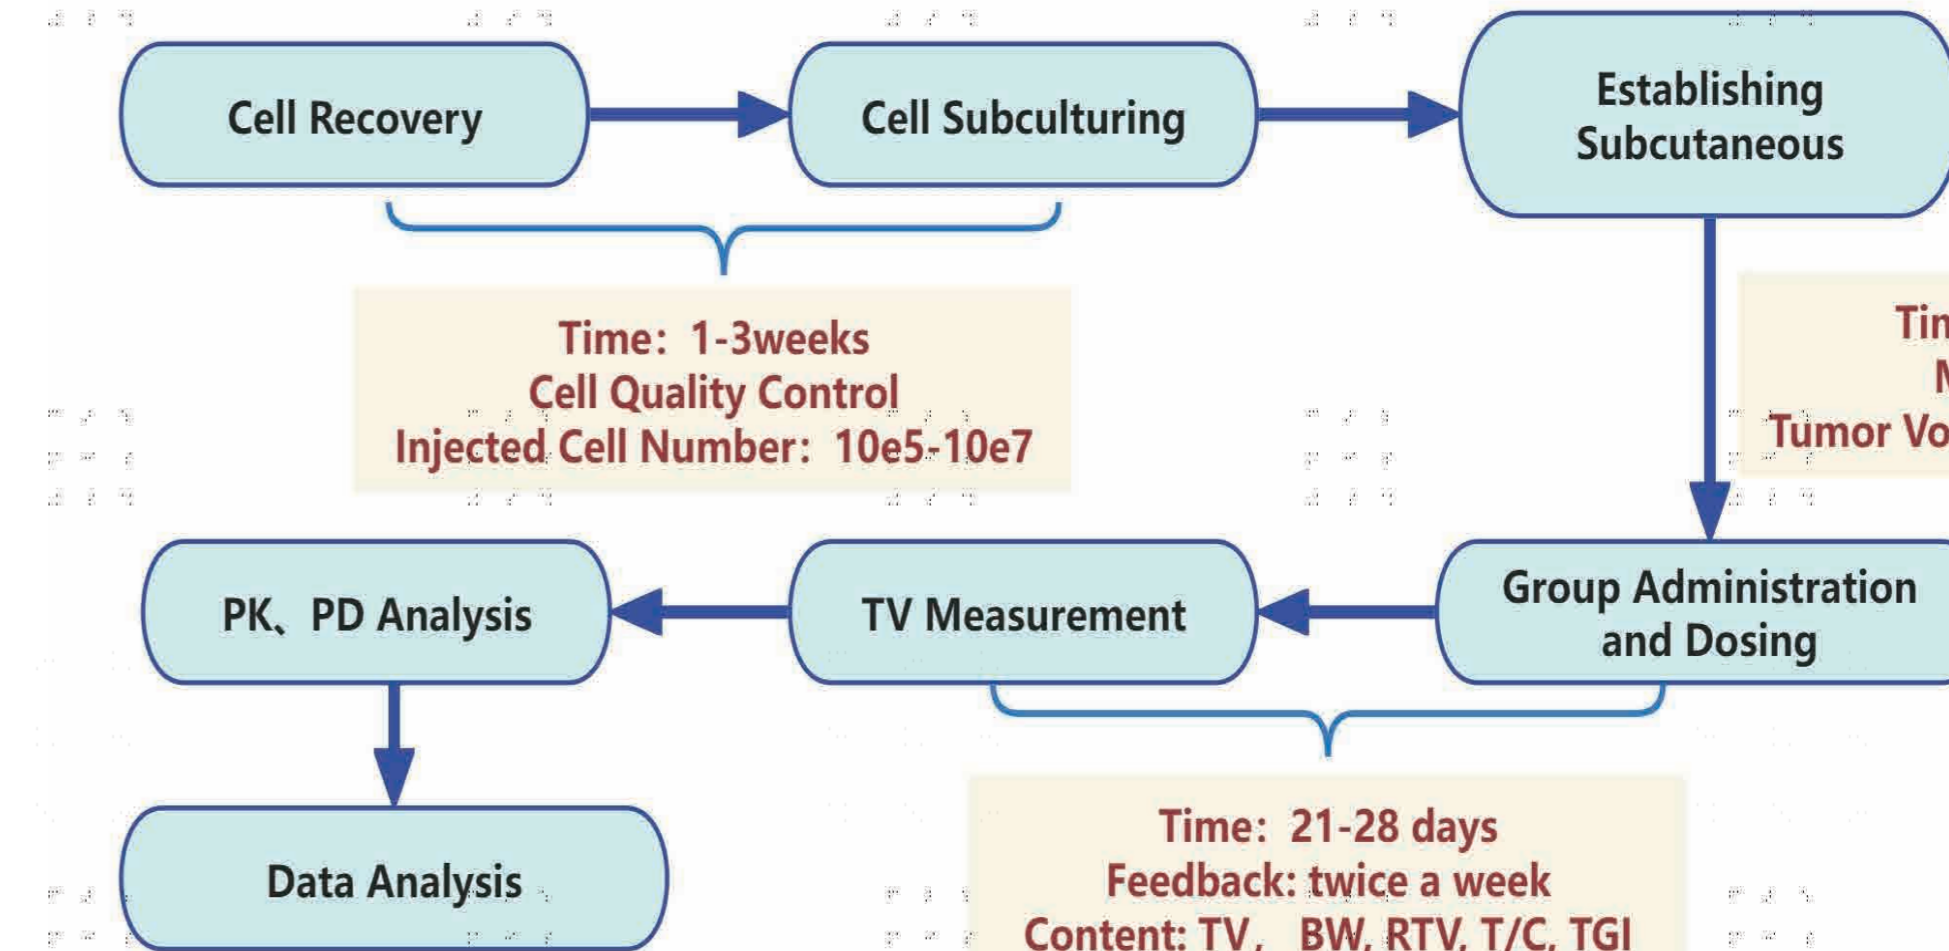 Cell Recovery
Cell Subculturing
Establishing
Subcutaneous
Time： 1-3weeks
Cell Quality Control
Injected Cell Number： 10e5-10e7
Tumor
PK、PD Analysis
TV Measurement
Group Administration
and Dosing
Data Analysis
Time： 21-28 days
Feedback: twice a week
Content: TV， BW, RTV, T/C, TGI